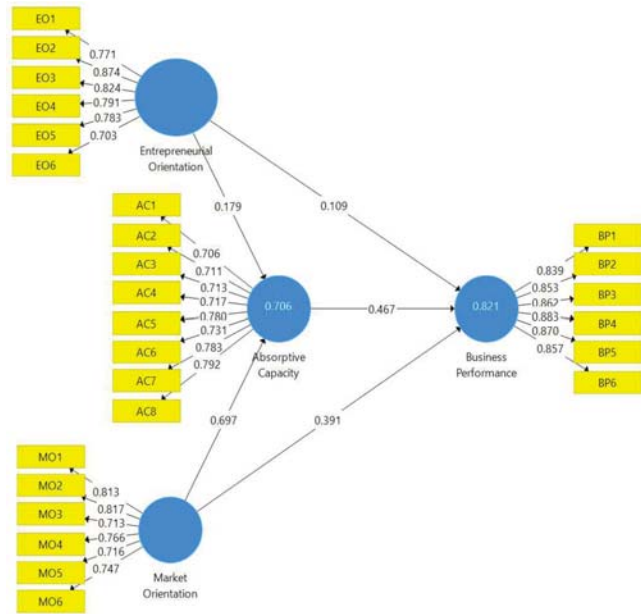 EO1
EO2
EO3
EO4
EO5
EO6
0.771
0.874
0.824
0.791
0.783
0.703
Entrepreneurial
Orientation
0.179
0.109
AC1
AC2
AC3
AC4
AC5
AC6
AC7
AC8
0.706
0.711
0.713
0.717
0.780
0.731
0.783
0.792
0.706
Absorptive
Capacity
0.467
0.821
Business
Performance
0.839
0.853
0.862
0.883
0.870
0.857
BP1
BP2
BP3
BP4
BP5
BP6
0.697
0.391
MO1
MO2
MO3
MO4
MO5
MO6
0.813
0.817
0.713
0.766
0.716
0.747
Market
Orientation